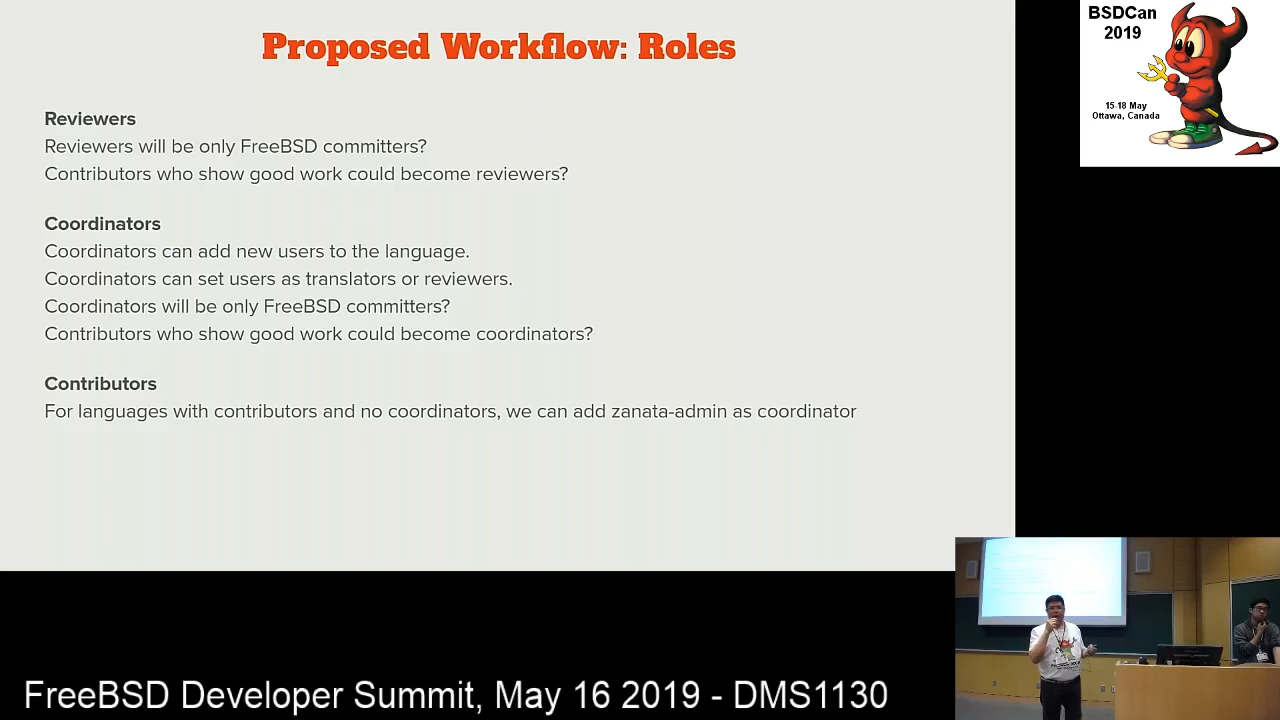 Proposed Workflow: Roles
Reviewers
Reviewers will be only FreeBSD committers?
Contributors who show good work could become reviewers?
Coordinators
Coordinators can add new users to the language.
Coordinators can set users as translators or reviewers.
Coordinators will be only FreeBSD committers?
Contributors who show good work could become coordinators?
Contributors
For languages with contributors and no coordinators, we can add zanata-admin as coordinator
BSDCan
2019
15-18 May
Ottawa, Canada
FreeBSD Developer Summit, May 16 2019 - DMS1130